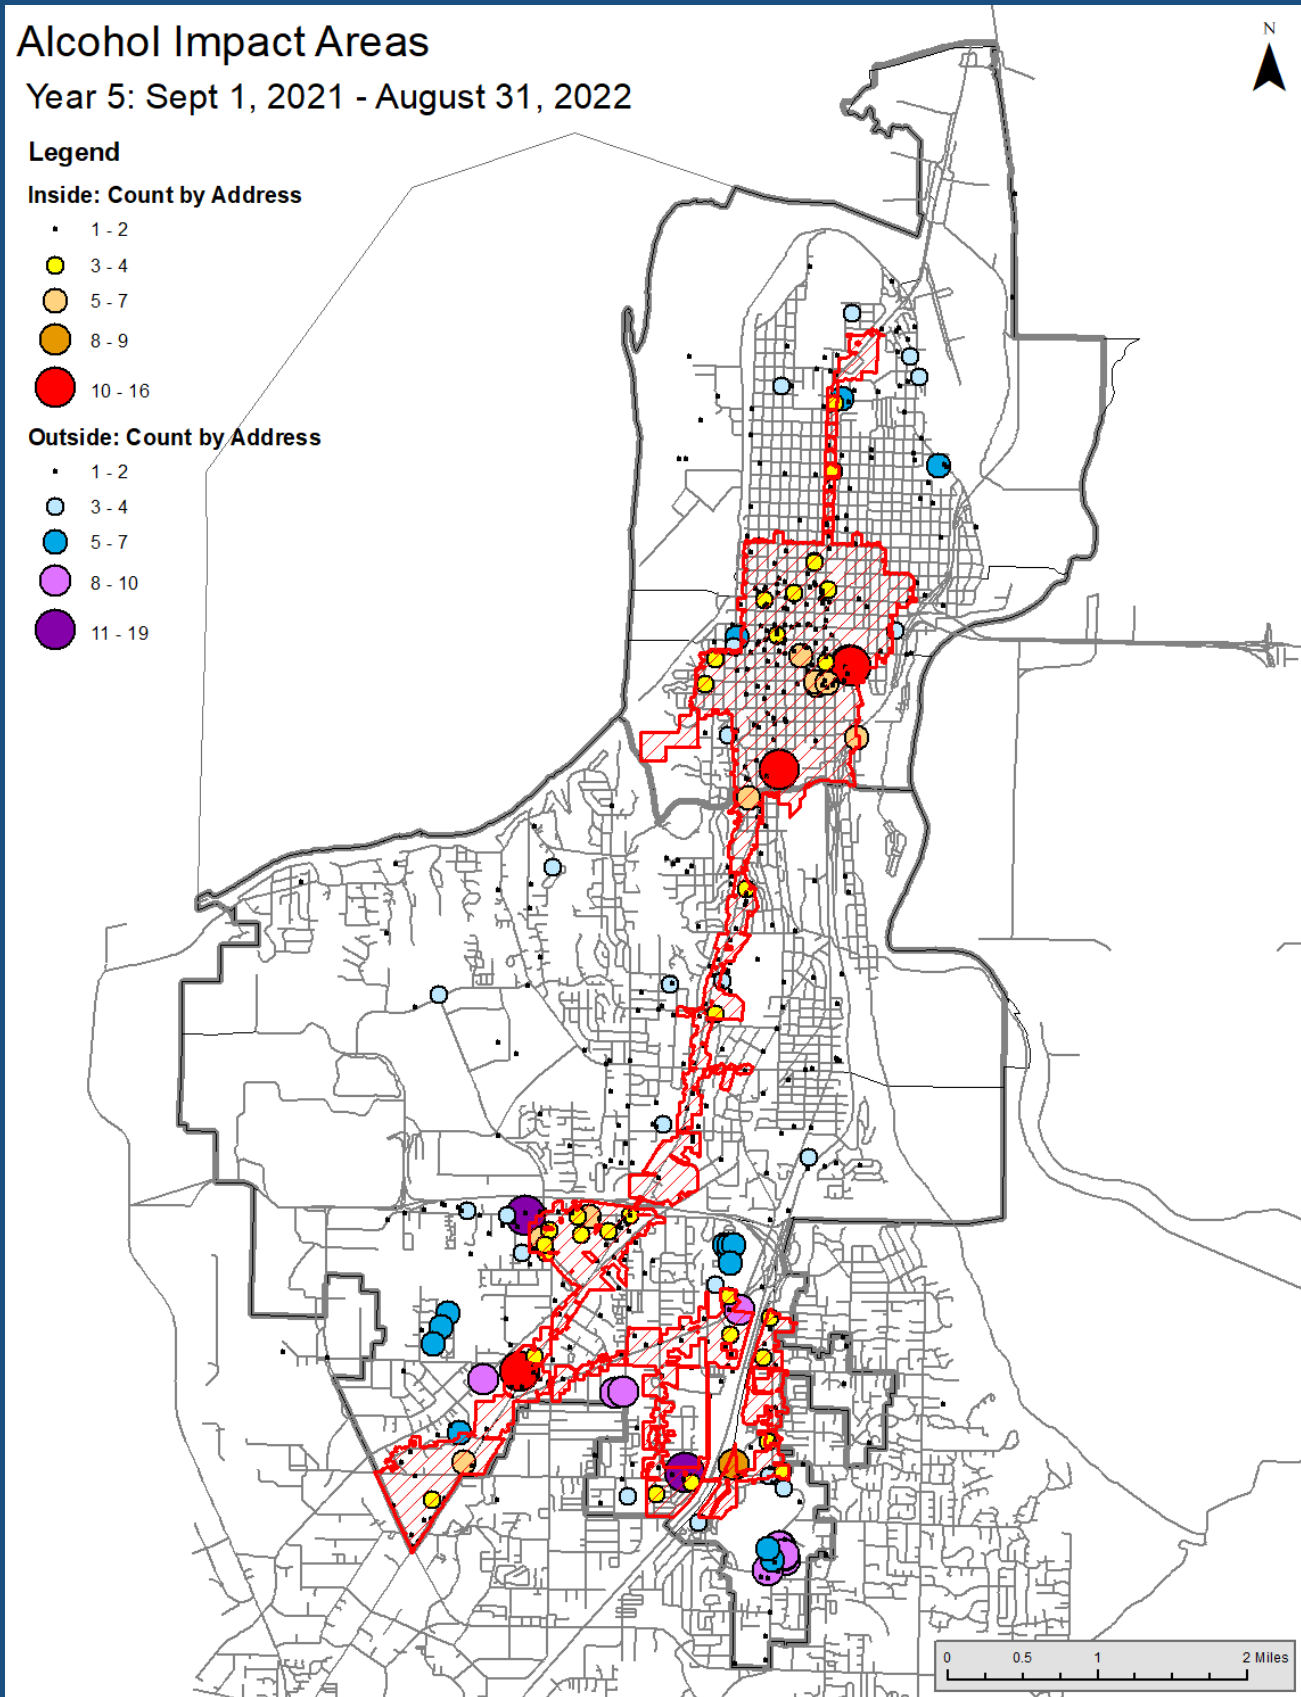 Alcohol Impact Areas
Year 5: Sept 1, 2021 - August 31, 2022
N
Legend
Inside: Count by Address
1 - 2
3 - 4
5 - 7
8 - 9
10 - 16
Outside: Count by Address
1 - 2
3 - 4
5 - 7
8 - 10
11 - 19
0 0.5 1 2 Miles